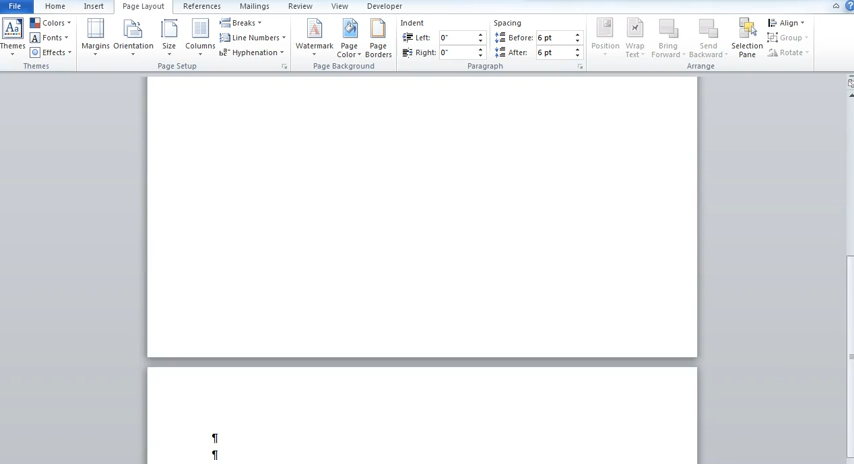 File Home Insert Page Layout References Mailings Review View Developer
Themes
Colors
Fonts
Effects
Themes
Margins
Orientation
Size
Columns
Breaks
Line Numbers
Hyphenation
Page Setup
Watermark
Page Color
Page Borders
Page Background
Indent
Left: 0"
Right: 0"
Spacing
Before: 6 pt
After: 6 pt
Paragraph
Position
Wrap Text
Bring Forward
Send Backward
Selection Pane
Align
Group
Rotate
Arrange
¶
¶